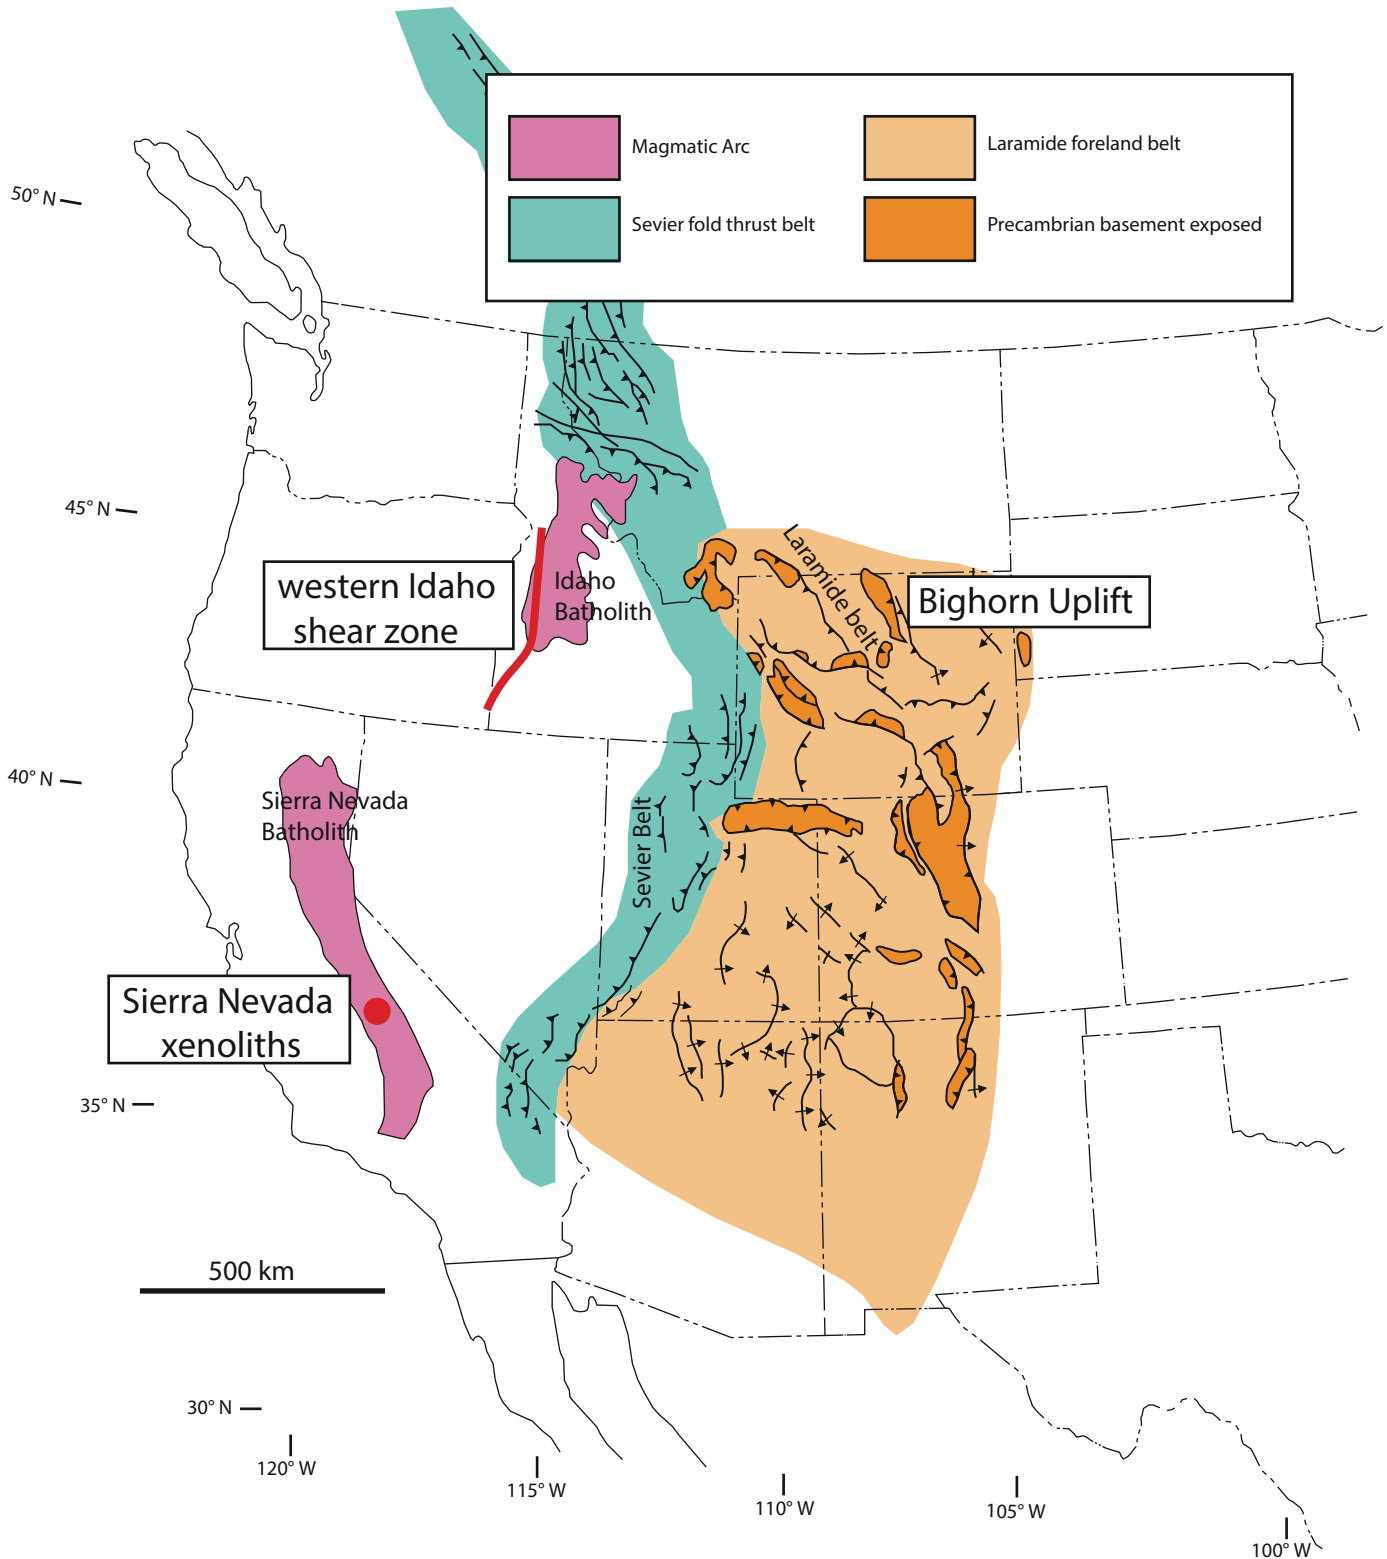 Magmatic Arc
Laramide foreland belt
Sevier fold thrust belt
Precambrian basement exposed
50° N
45° N
40° N
35° N
30° N
western Idaho
shear zone
Idaho
Batholith
Laramide belt
Bighorn Uplift
Sierra Nevada
Batholith
Sevier Belt
Sierra Nevada
xenoliths
500 km
120° W
115° W
110° W
105° W
100° W